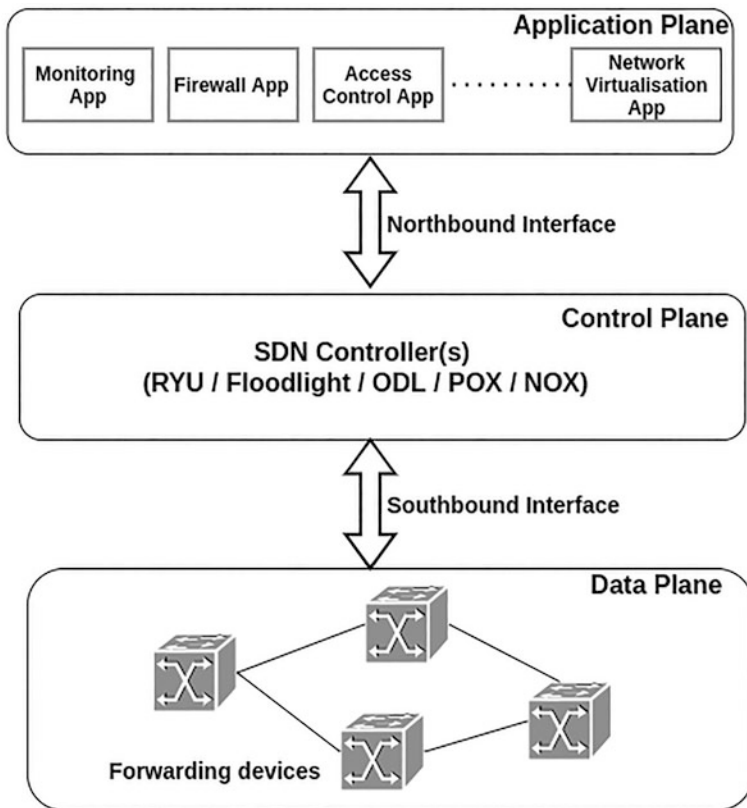 Application Plane
Monitoring
App
Firewall App
Access
Control App
Network
Virtualisation
App
Northbound Interface
Control Plane
SDN Controller(s)
(RYU / Floodlight / ODL / POX / NOX)
Southbound Interface
Data Plane
Forwarding devices